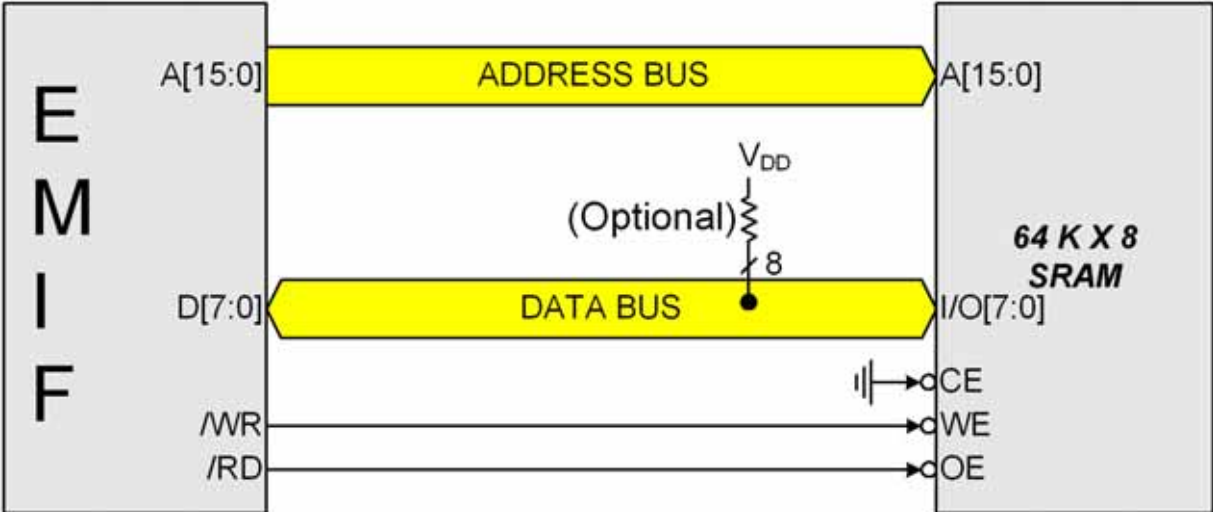 E
M
I
F
A[15:0]
ADDRESS BUS
A[15:0]
VDD
(Optional)
8
64 K X 8
SRAM
D[7:0]
DATA BUS
I/O[7:0]
CE
/WR
WE
/RD
OE